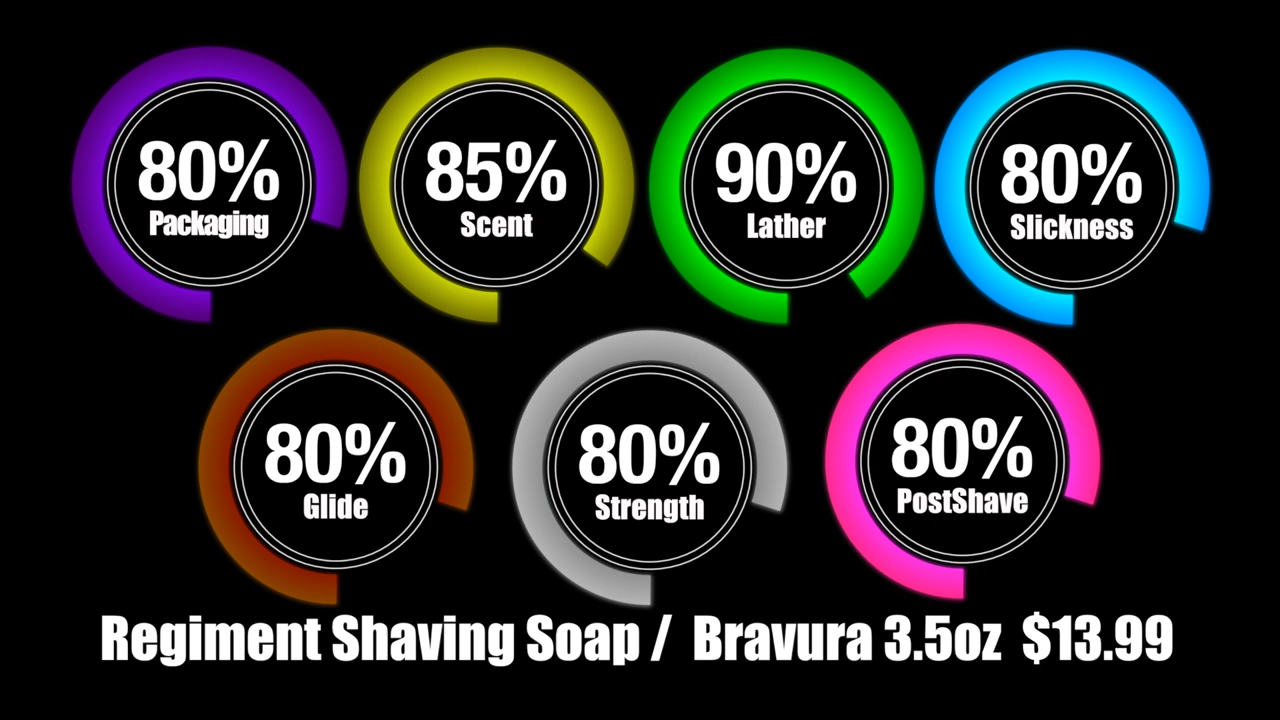 80%
Packaging
85%
Scent
90%
Lather
80%
Slickness
80%
Glide
80%
Strength
80%
PostShave
Regiment Shaving Soap / Bravura 3.5oz $13.99